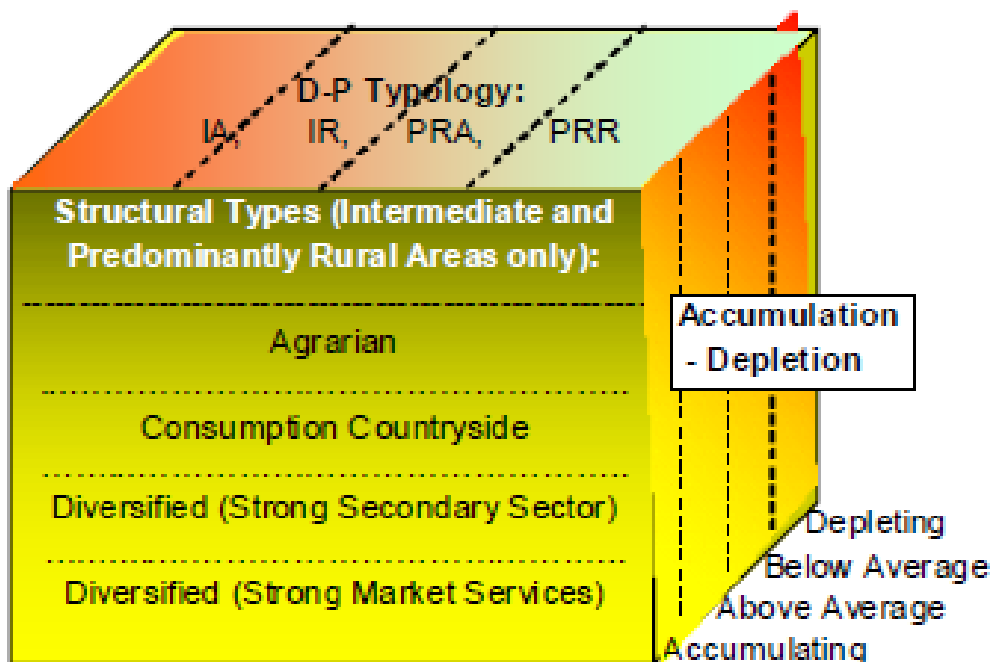 D-P Typology:
IA, IR, PRA, PRR
Structural Types (Intermediate and
Predominantly Rural Areas only):
Agrarian
Consumption Countryside
Diversified (Strong Secondary Sector)
Diversified (Strong Market Services)
Accumulation
- Depletion
Depleting
Below Average
Above Average
Accumulating